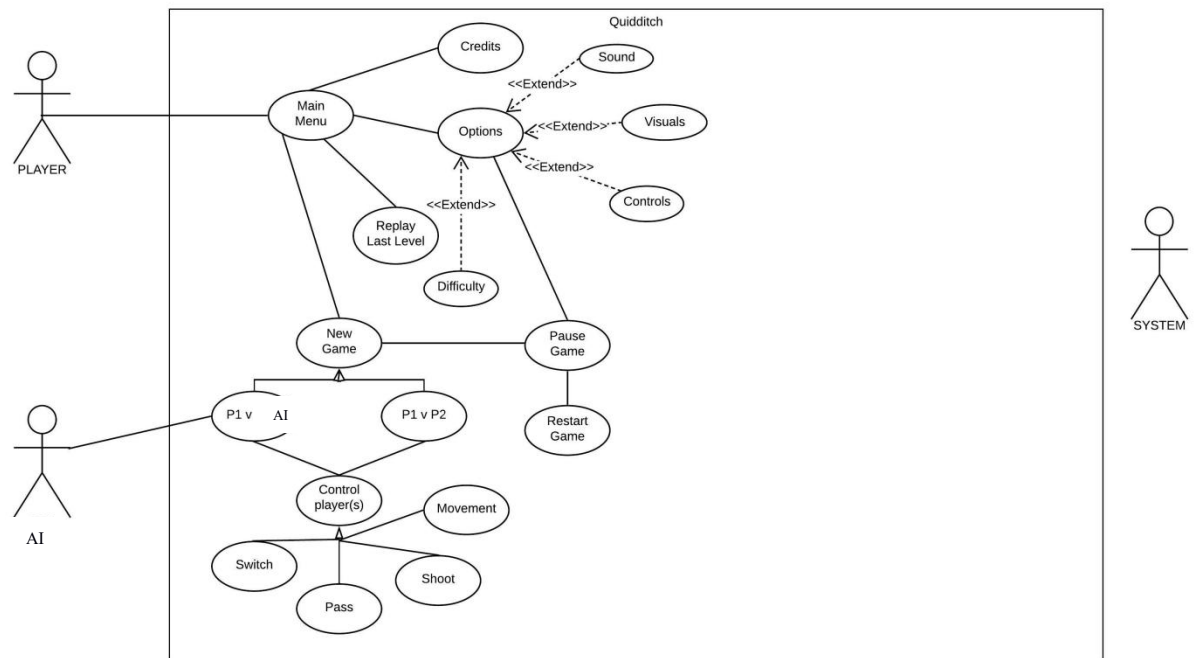 Quidditch
Credits
Sound
<<Extend>>
Main
Menu
Options
<<Extend>>
Visuals
PLAYER
<<Extend>>
Controls
<<Extend>>
Replay
Last Level
Difficulty
SYSTEM
New
Game
Pause
Game
P1 v AI
P1 v P2
Restart
Game
Control
player(s)
Movement
AI
Switch
Shoot
Pass